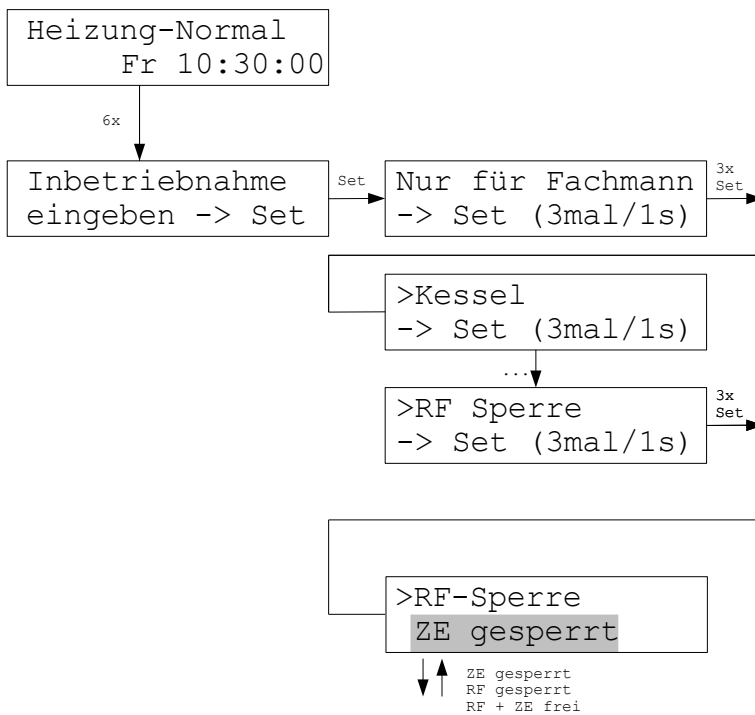 Heizung-Normal
Fr 10:30:00
6x
Inbetriebnahme
eingeben -> Set
Set
Nur für Fachmann
-> Set (3mal/1s)
3x
Set
>Kessel
-> Set (3mal/1s)
...
>RF Sperre
-> Set (3mal/1s)
3x
Set
>RF-Sperre
ZE gesperrt
ZE gesperrt
RF gesperrt
RF + ZE frei